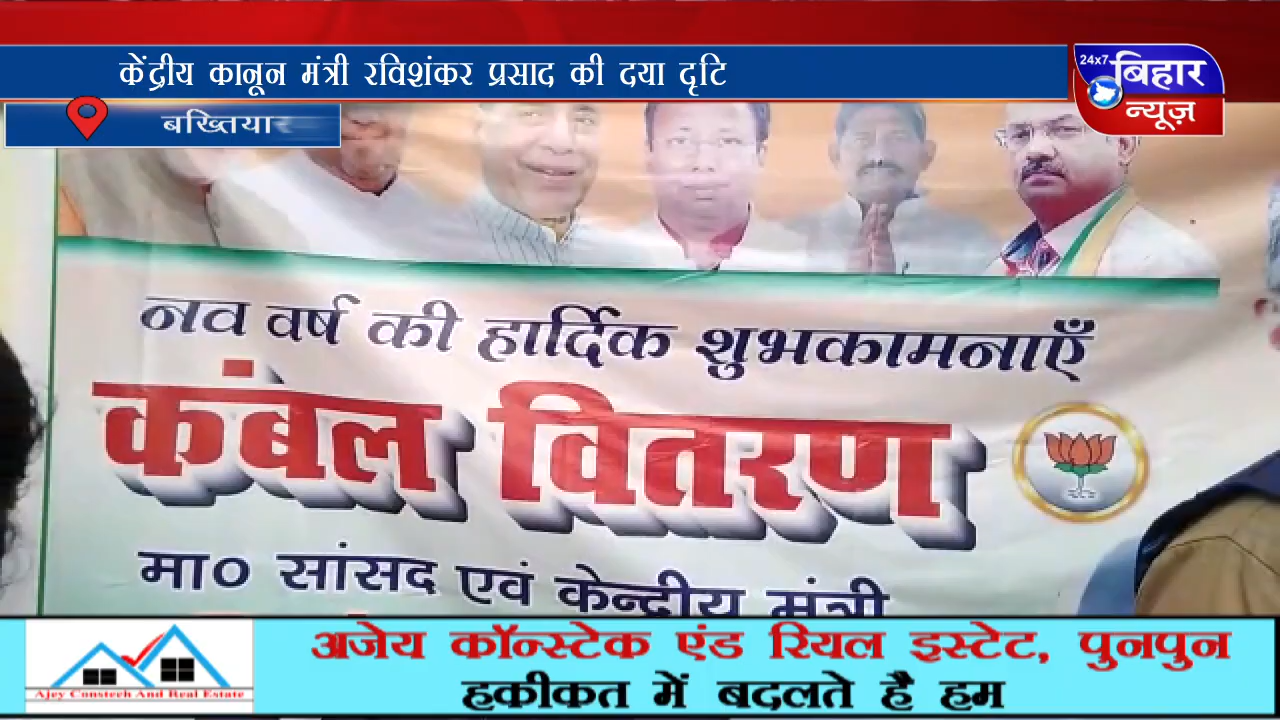 केंद्रीय कानून मंत्री रविशंकर प्रसाद की दया दृटि
24x7
बिहार
न्यूज़
बख्तियार
नव वर्ष की हार्दिक शुभकामनाएँ
कंबल वितरण
मा० सांसद एवं केन्द्रीय मंत्री
अजेय कॉन्स्टेक एंड रियल इस्टेट, पुनपुन
हकीकत में बदलते है हम
Ajey Constech And Real Estate